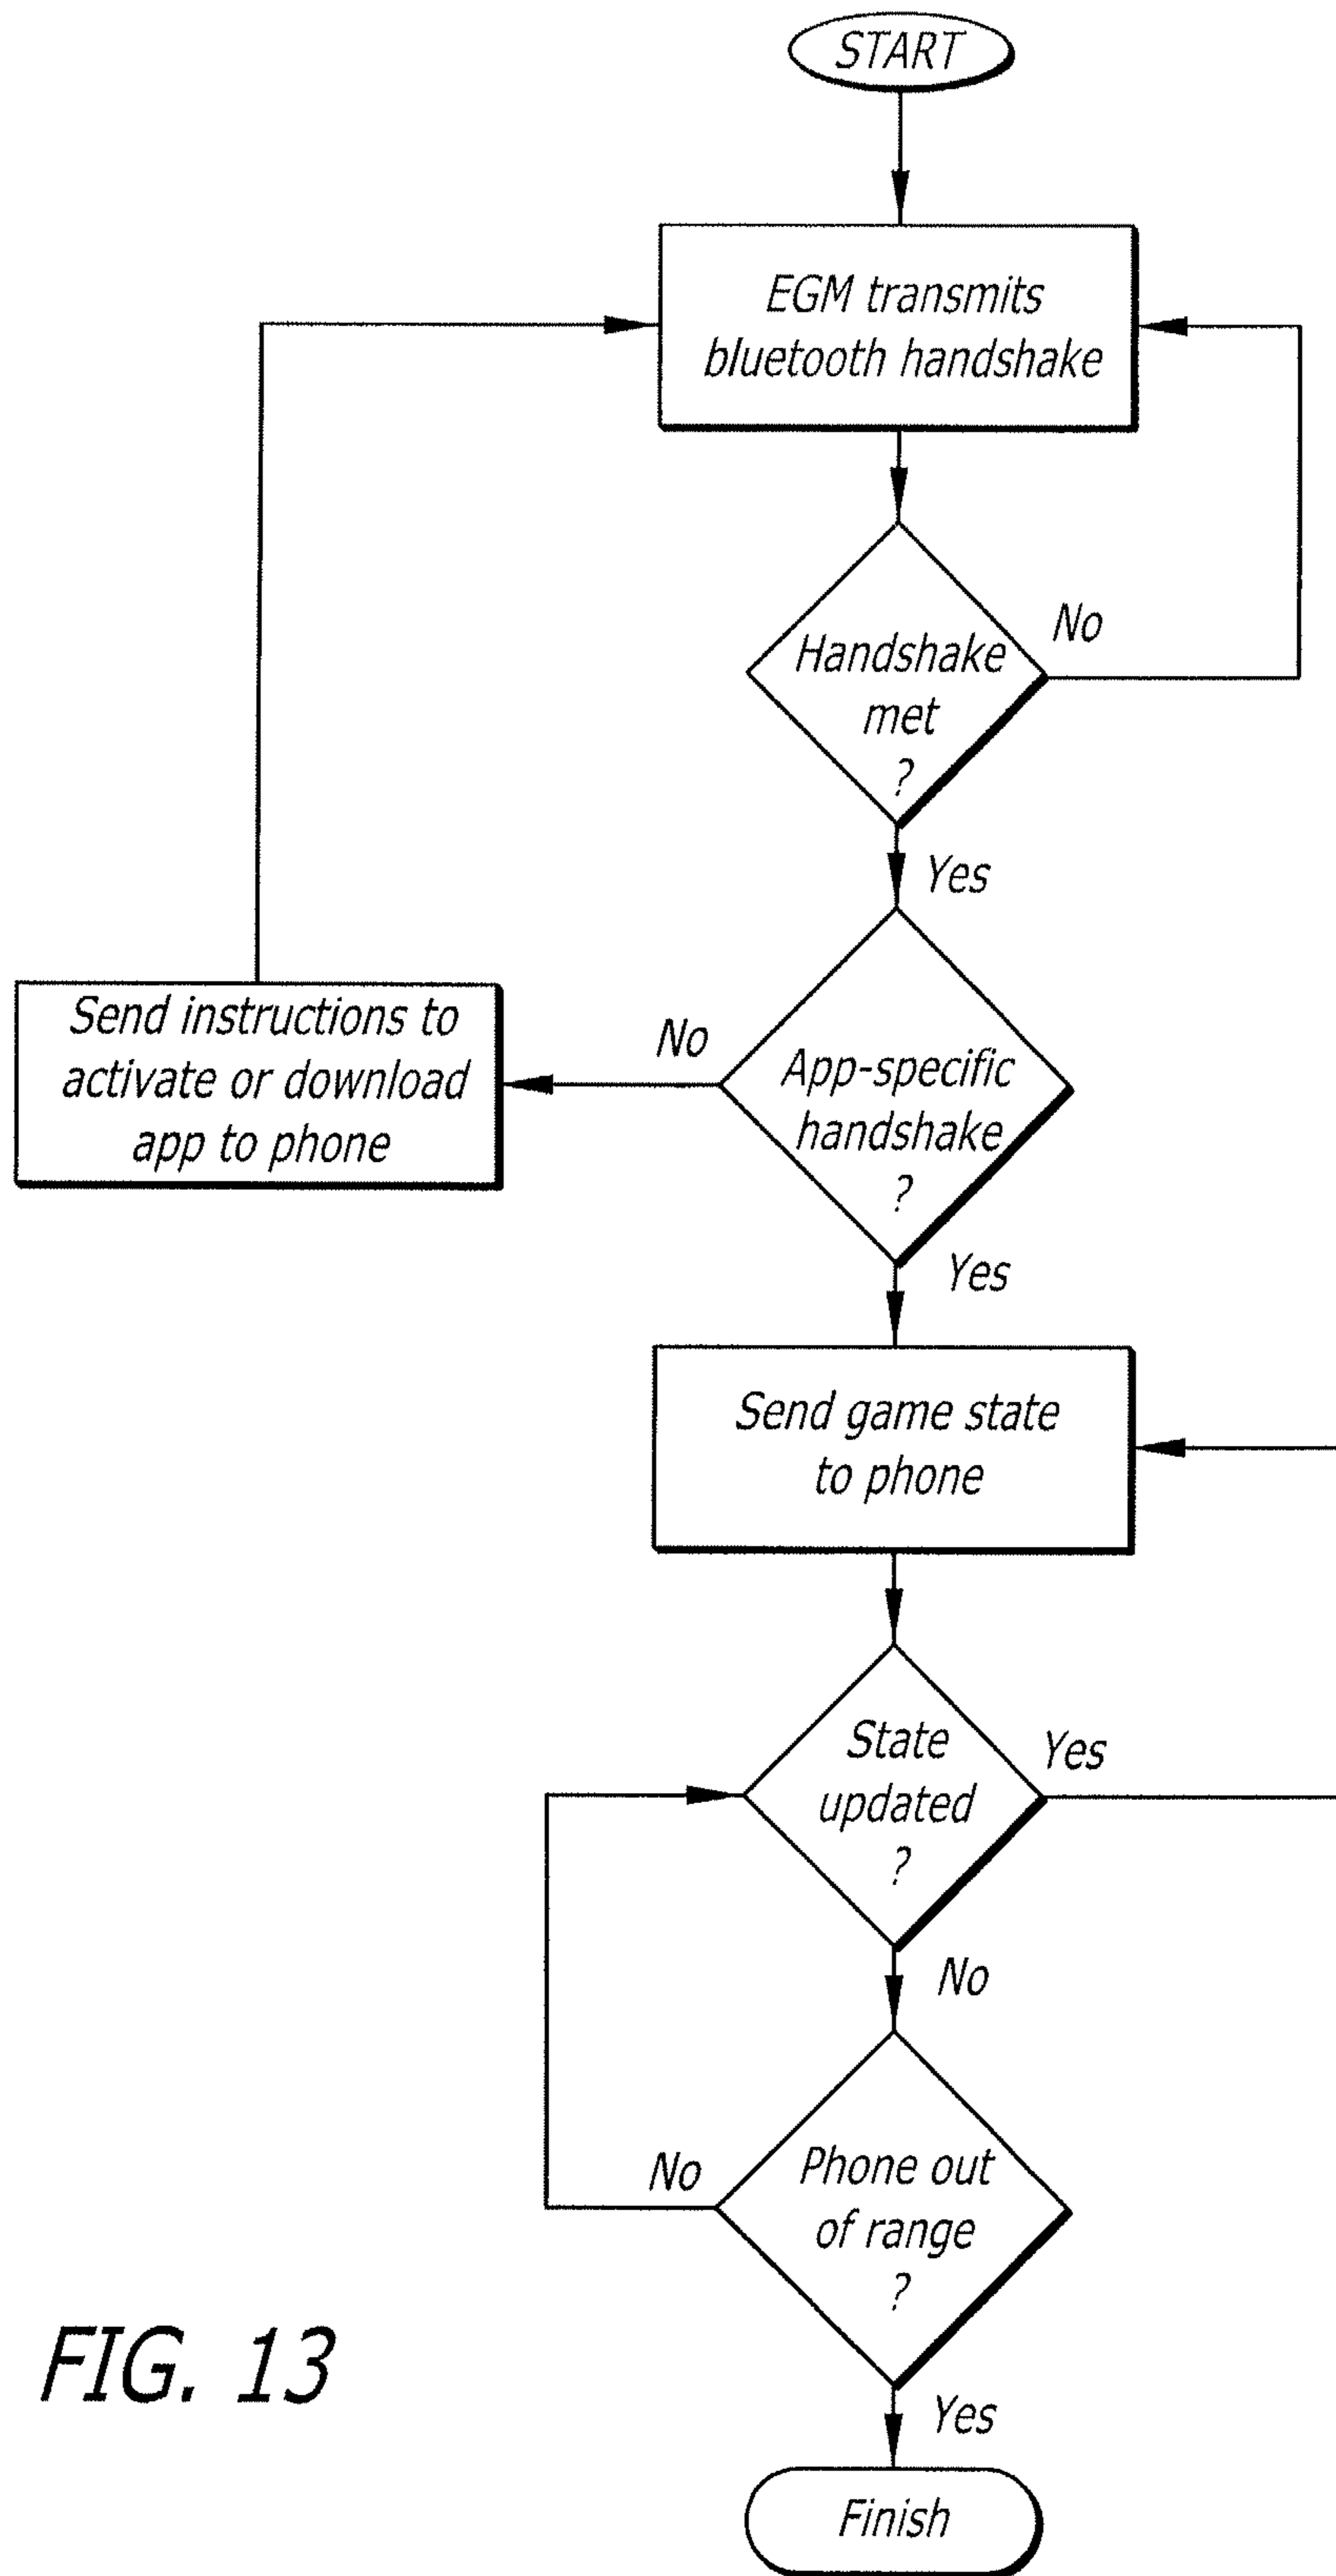 START
EGM transmits
bluetooth handshake
Handshake
met
?
No
Yes
Send instructions to
activate or download
app to phone
No
App-specific
handshake
?
Yes
Send game state
to phone
State
updated
?
Yes
No
Phone out
of range
?
No
Yes
Finish
FIG. 13